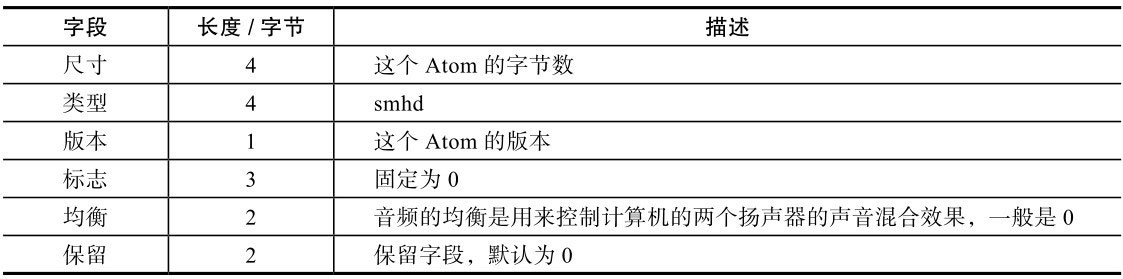 字段 长度 / 字节 描述
尺寸 4 这个 Atom 的字节数
类型 4 smhd
版本 1 这个 Atom 的版本
标志 3 固定为 0
均衡 2 音频的均衡是用来控制计算机的两个扬声器的声音混合效果，一般是 0
保留 2 保留字段，默认为 0